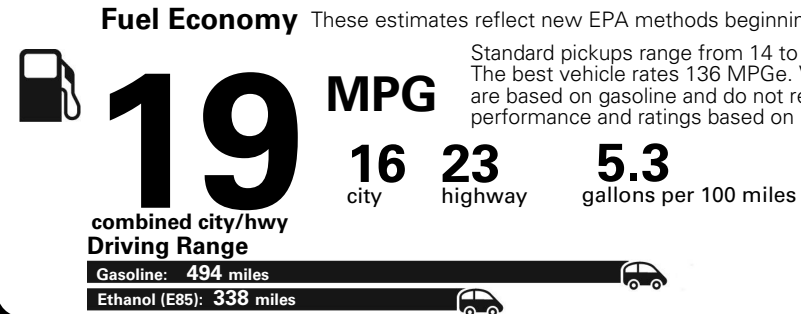 Fuel Economy These estimates reflect new EPA methods
Standard pickups range from 14 to
The best vehicle rates 136 MPGe.
are based on gasoline and do not
performance and ratings based on
19 MPG
16 23 5.3
city highway gallons per 100 miles
combined city/hwy
Driving Range
Gasoline: 494 miles
Ethanol (E85): 338 miles